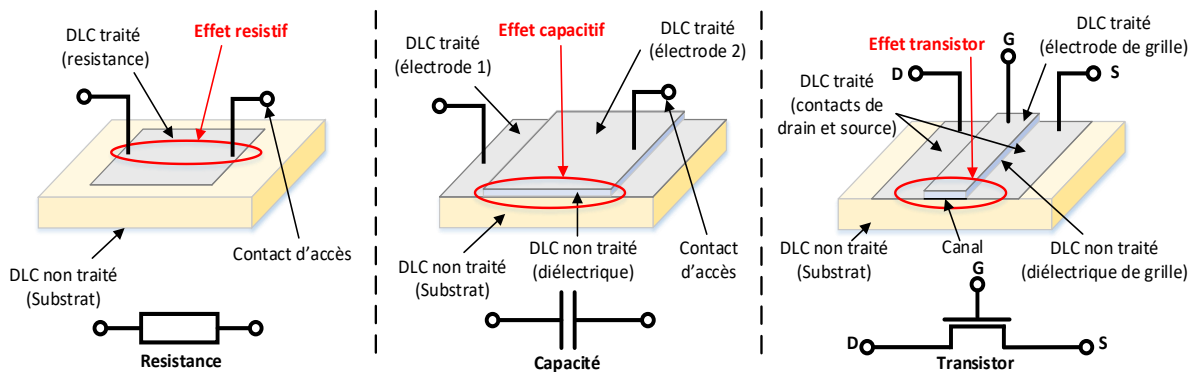 DLC traité
(resistance)
Effet resistif
DLC non traité
(Substrat)
Contact d'accès
Resistance
DLC traité
(électrode 1)
Effet capacitif
DLC traité
(électrode 2)
DLC non traité
(Substrat)
DLC non traité
(diélectrique)
Contact
d'accès
Capacité
Effet transistor
G
DLC traité
(électrode de grille)
D
S
DLC traité
(contacts de
drain et source)
DLC non traité
(Substrat)
Canal
DLC non traité
(diélectrique de grille)
G
D
S
Transistor